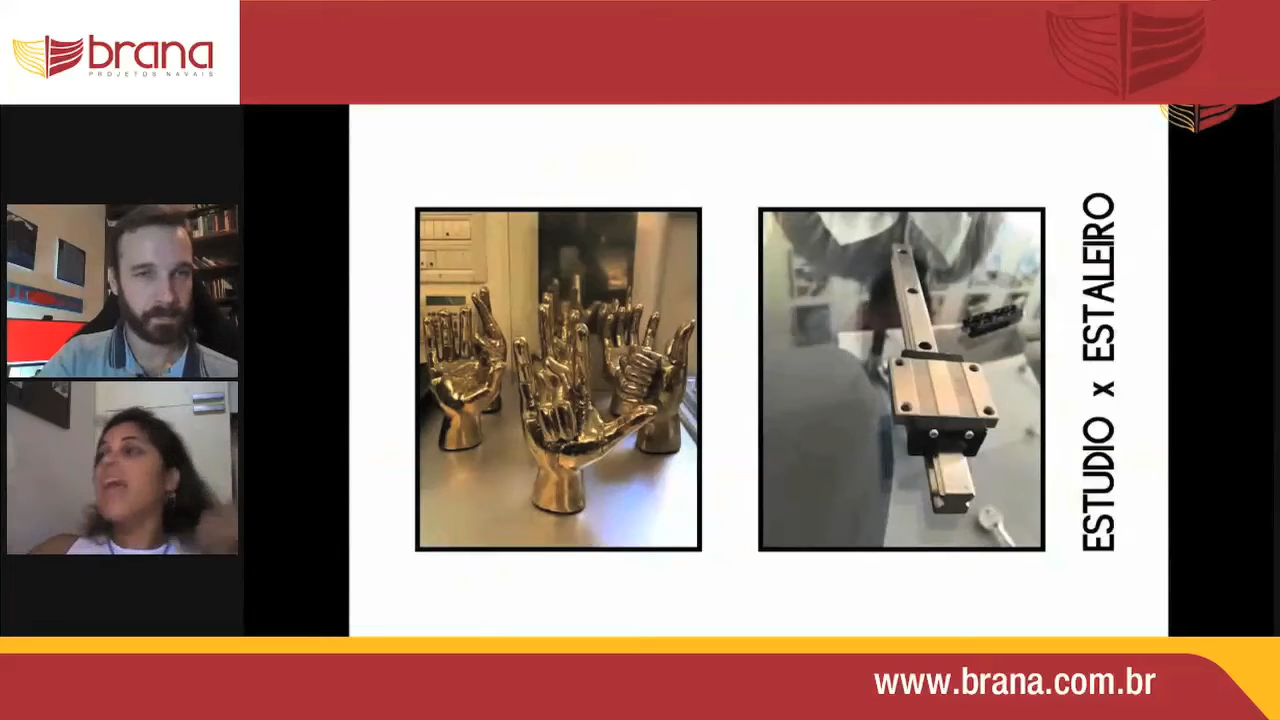 brana
PROJETOS NAVAIS
ESTUDIO x ESTALEIRO
www.brana.com.br